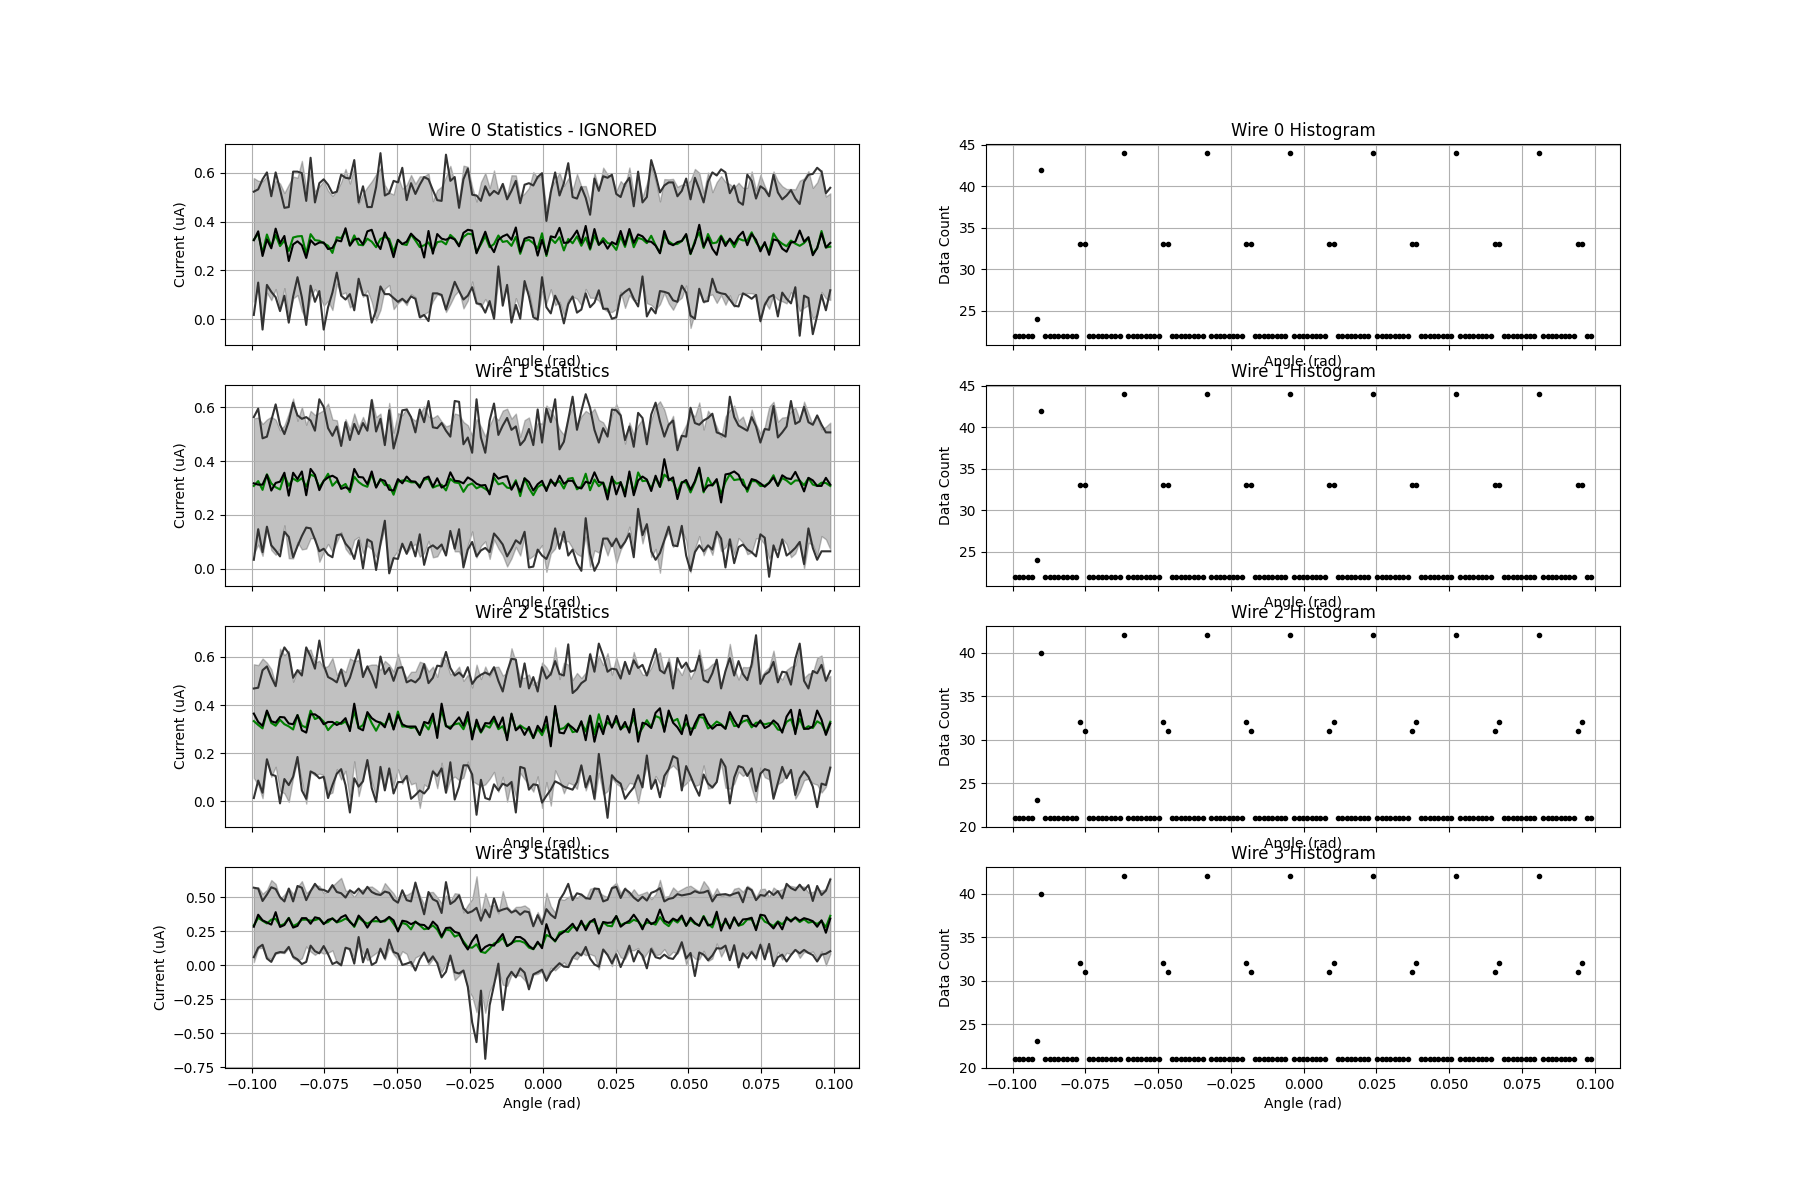 Wire 0 Statistics - IGNORED
Current (uA)
0.6
0.4
0.2
0.0
Angle (rad)
Wire 0 Histogram
Data Count
45
40
35
30
25
Angle (rad)
Wire 1 Statistics
Current (uA)
0.6
0.4
0.2
0.0
Angle (rad)
Wire 1 Histogram
Data Count
45
40
35
30
25
Angle (rad)
Wire 2 Statistics
Current (uA)
0.6
0.4
0.2
0.0
Angle (rad)
Wire 2 Histogram
Data Count
40
35
30
25
20
Angle (rad)
Wire 3 Statistics
Current (uA)
0.50
0.25
0.00
−0.25
−0.50
−0.75
−0.100 −0.075 −0.050 −0.025 0.000 0.025 0.050 0.075 0.100
Angle (rad)
Wire 3 Histogram
Data Count
40
35
30
25
20
−0.100 −0.075 −0.050 −0.025 0.000 0.025 0.050 0.075 0.100
Angle (rad)